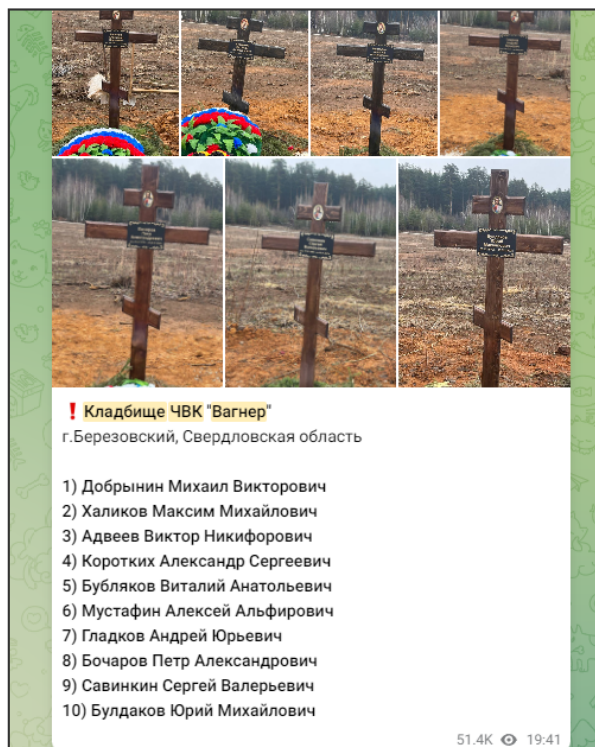 ❗ Кладбище ЧВК "Вагнер"
г.Березовский, Свердловская область
1) Добрынин Михаил Викторович
2) Халиков Максим Михайлович
3) Адвеев Виктор Никифорович
4) Коротких Александр Сергеевич
5) Бубляков Виталий Анатольевич
6) Мустафин Алексей Альфирович
7) Гладков Андрей Юрьевич
8) Бочаров Петр Александрович
9) Савинкин Сергей Валерьевич
10) Булдаков Юрий Михайлович
51.4K 19:41